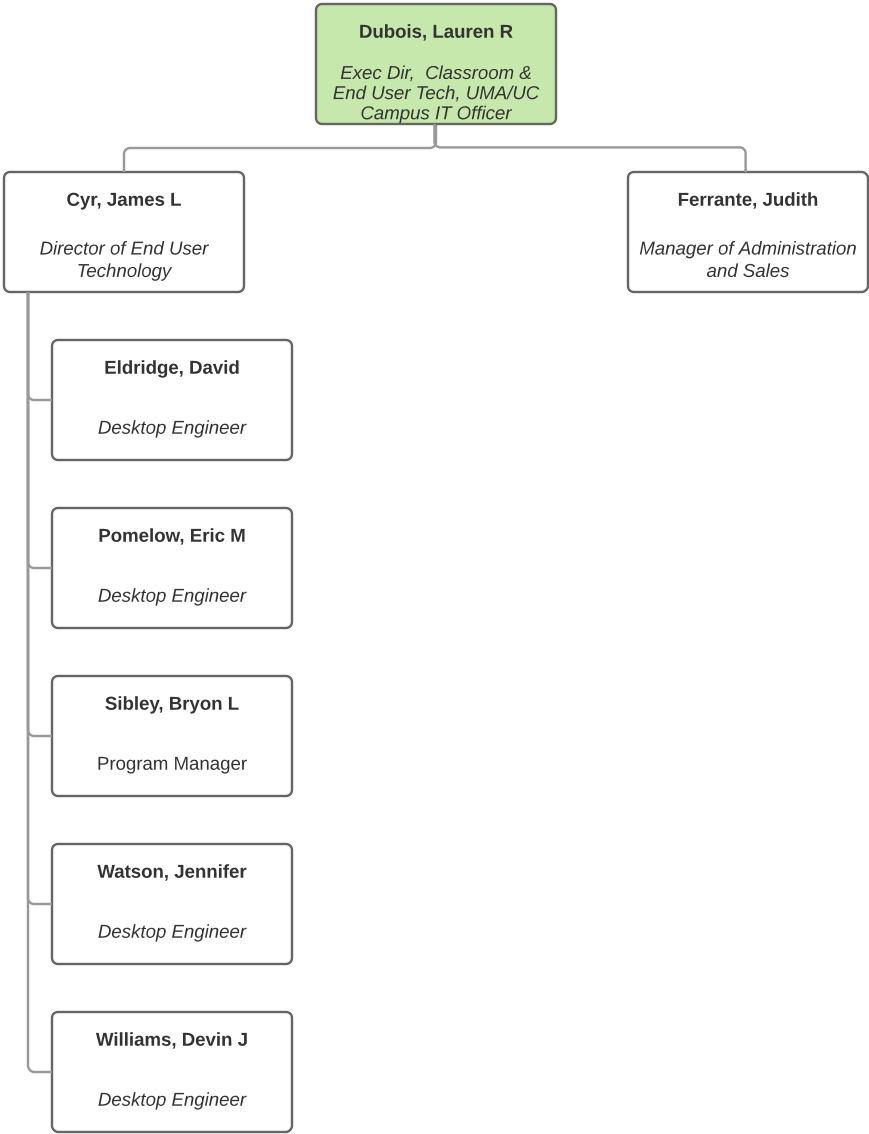 Dubois, Lauren R
Exec Dir,  Classroom &
End User Tech, UMA/UC
Campus IT Officer
Cyr, James L
Director of End User
Technology
Ferrante, Judith
Manager of Administration
and Sales
Eldridge, David
Desktop Engineer
Pomelow, Eric M
Desktop Engineer
Sibley, Bryon L
Program Manager
Watson, Jennifer
Desktop Engineer
Williams, Devin J
Desktop Engineer